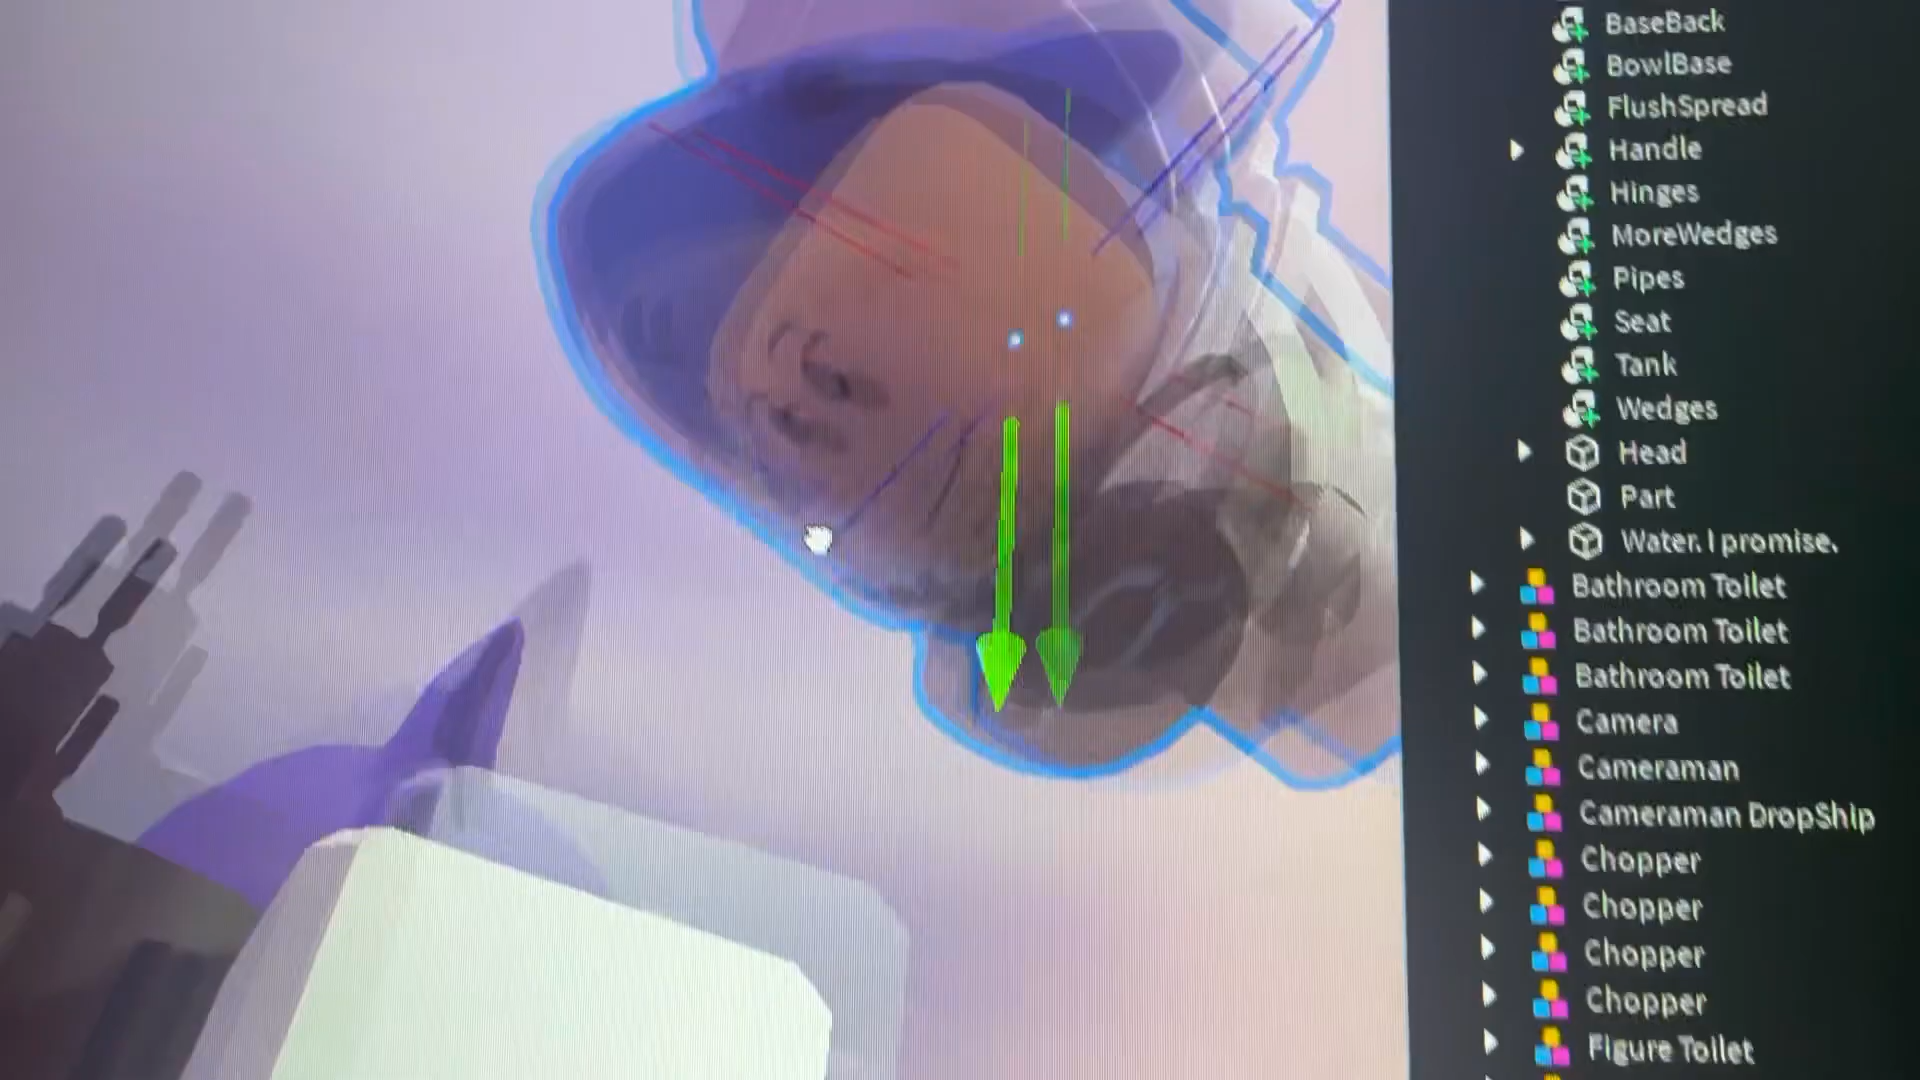 BaseBack
BowlBase
FlushSpread
Handle
Hinges
MoreWedges
Pipes
Seat
Tank
Wedges
Head
Part
Water. I promise.
Bathroom Toilet
Bathroom Toilet
Bathroom Toilet
Camera
Cameraman
Cameraman DropShip
Chopper
Chopper
Chopper
Chopper
Figure Toilet